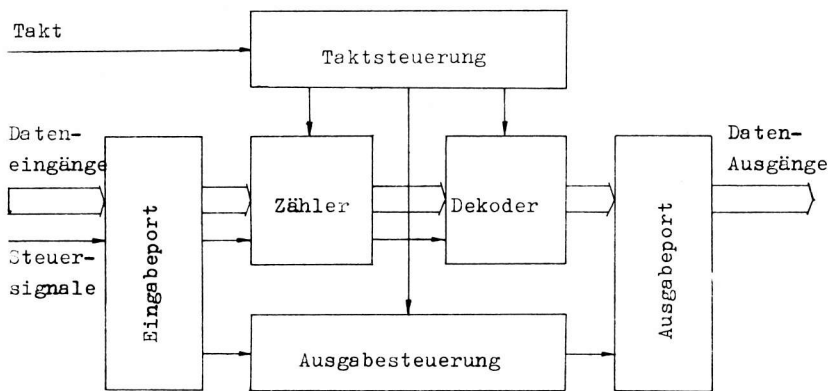 Takt
Taktsteuerung
Daten-
eingänge
Steuer-
signale
Eingabeport
Zähler
Dekoder
Ausgabesteuerung
Ausgabeport
Daten-
Ausgänge